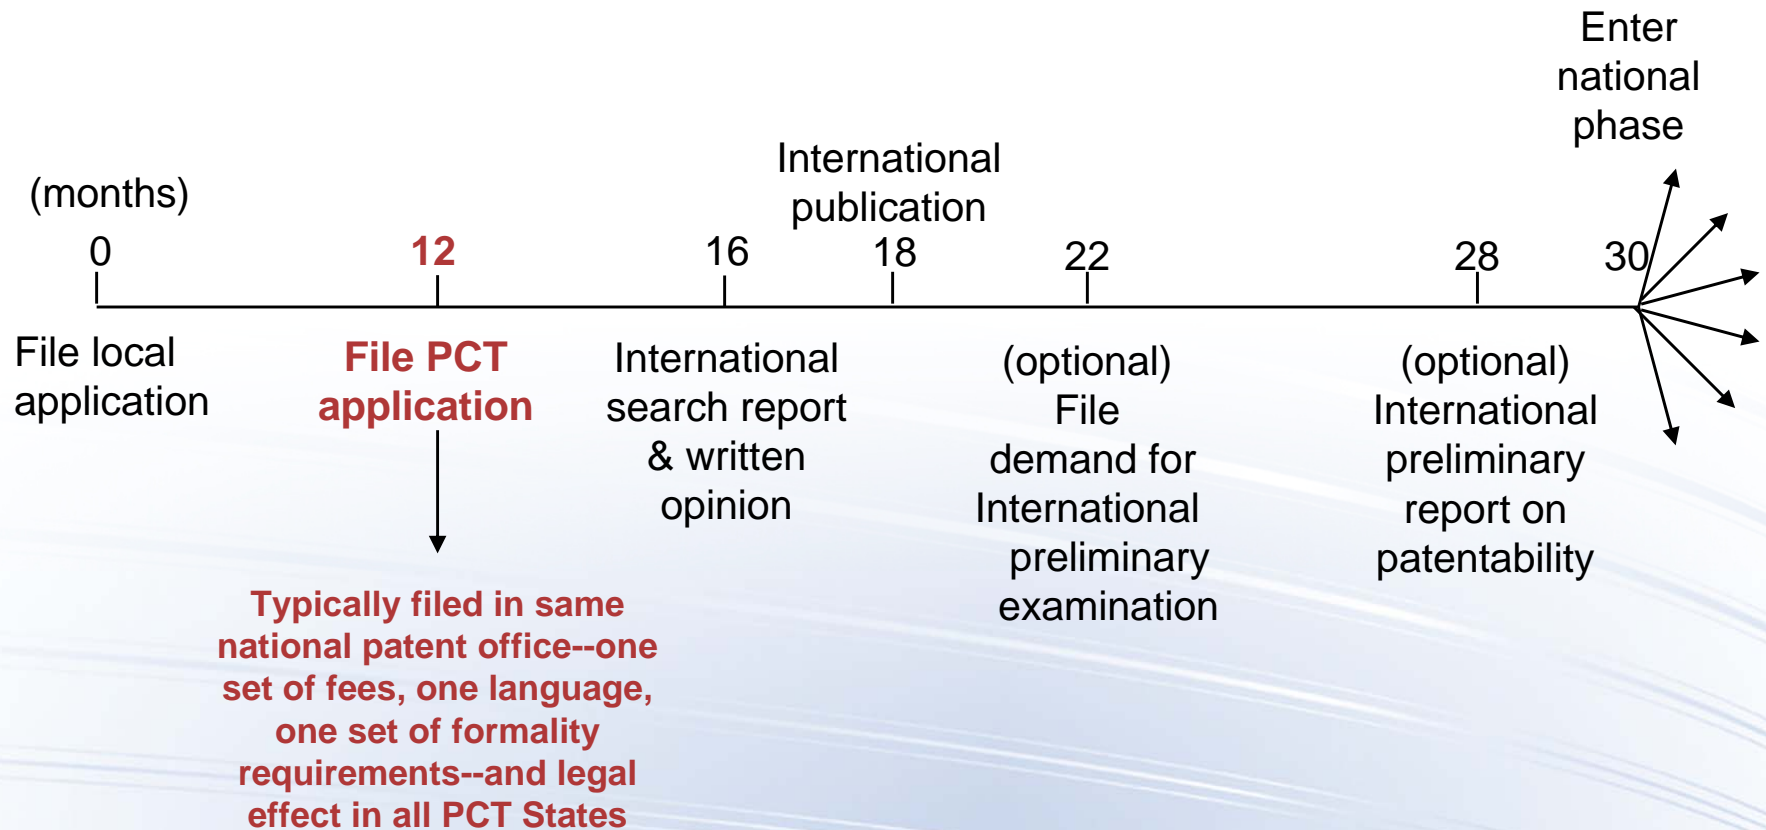 Enter
national
phase
International
publication
(months)
0
12
16
18
22
28
30
File local
application
File PCT
application
International
search report
& written
opinion
(optional)
File
demand for
International
preliminary
examination
(optional)
International
preliminary
report on
patentability
Typically filed in same
national patent office--one
set of fees, one language,
one set of formality
requirements--and legal
effect in all PCT States